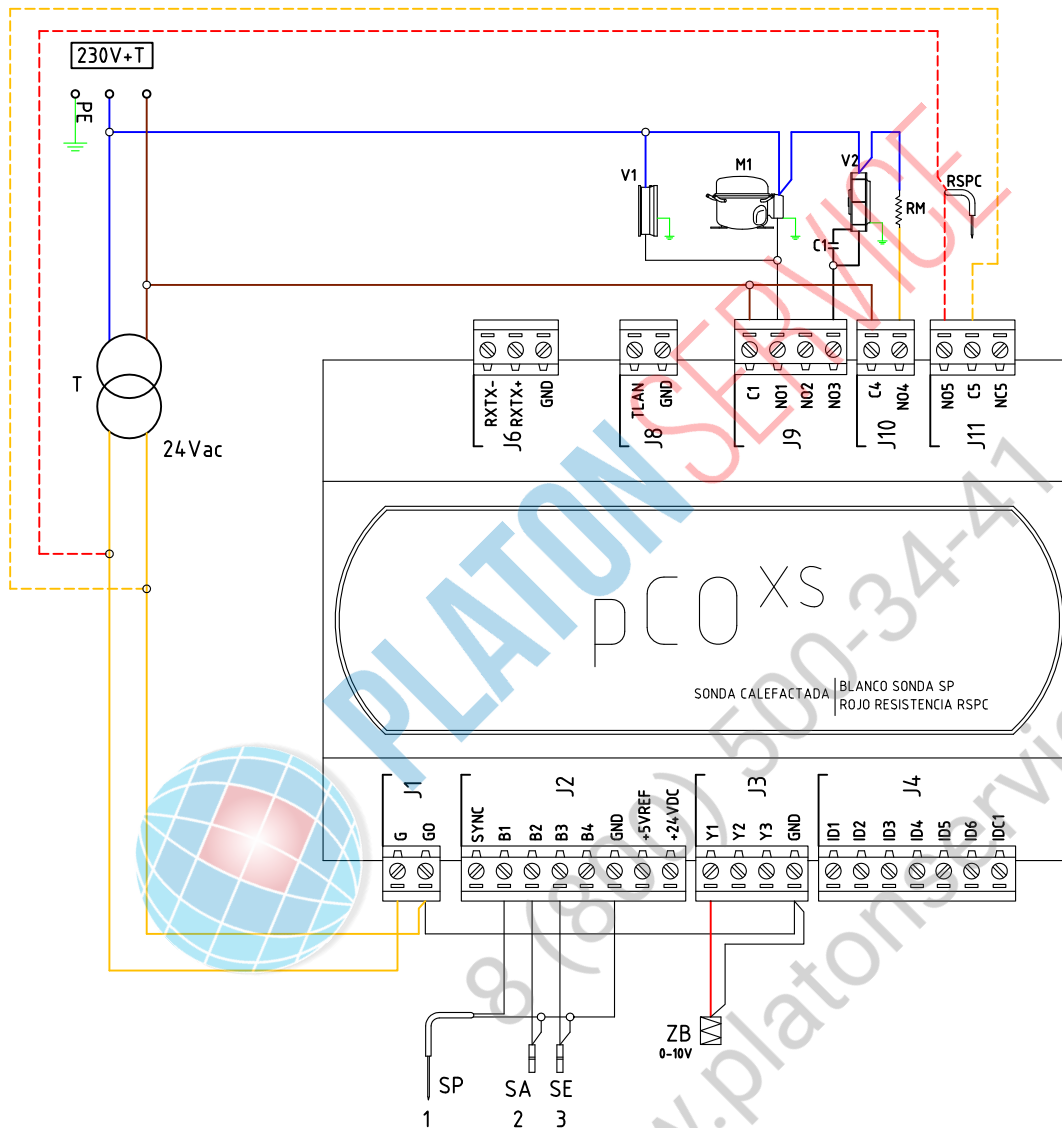 230V+T
PE
V1
M1
V2
RSPC
RM
C1
T
24Vac
RXTX-
RXTX+
GND
J6
TLAN
GND
J8
C1
NO1
NO2
NO3
J9
C4
NO4
J10
NO5
C5
NC5
J11
PLATONSERVICE
pCO XS
SONDA CALEFACTADA
BLANCO SONDA SP
ROJO RESISTENCIA RSPC
8 (800) 500-34-41
J1
G
G0
J2
SYNC
B1
B2
B3
B4
GND
+5VREF
+24VDC
J3
Y1
Y2
Y3
GND
J4
ID1
ID2
ID3
ID4
ID5
ID6
IDC1
ZB
0-10V
SP
SA
SE
1
2
3